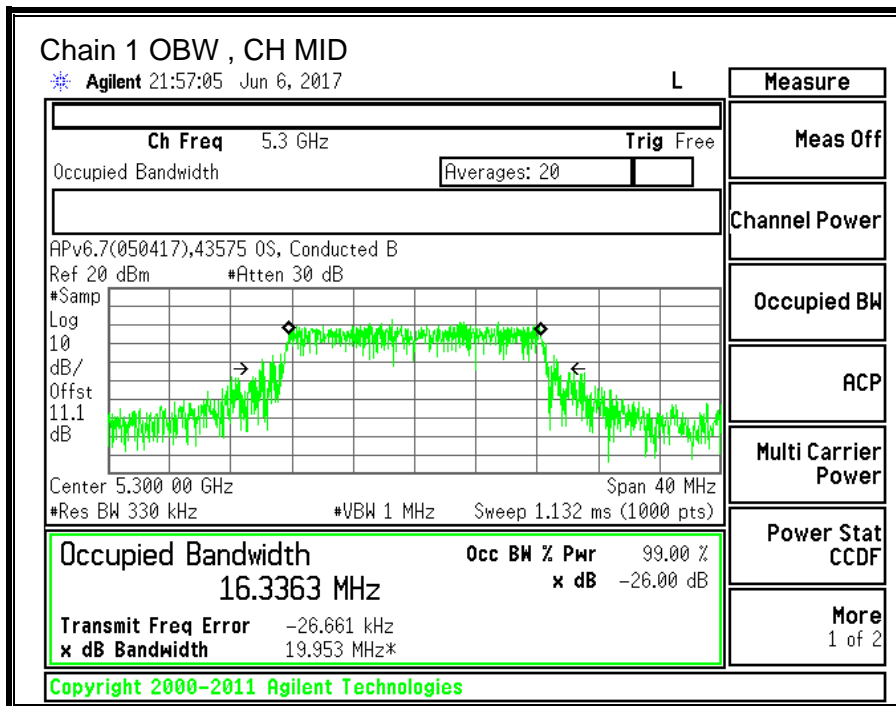 Chain 1 OBW , CH MID
Agilent 21:57:05 Jun 6, 2017 L
Measure
Ch Freq 5.3 GHz Trig Free
Occupied Bandwidth Averages: 20
APv6.7(050417),43575 OS, Conducted B
Ref 20 dBm #Atten 30 dB
#Samp
Log
10
dB/
Offst
11.1
dB
Center 5.300 00 GHz Span 40 MHz
#Res BW 330 kHz #VBW 1 MHz Sweep 1.132 ms (1000 pts)
Occupied Bandwidth
16.3363 MHz
Occ BW % Pwr 99.00 %
x dB -26.00 dB
Transmit Freq Error -26.661 kHz
x dB Bandwidth 19.953 MHz*
Meas Off
Channel Power
Occupied BW
ACP
Multi Carrier
Power
Power Stat
CCDF
More
1 of 2
Copyright 2000-2011 Agilent Technologies